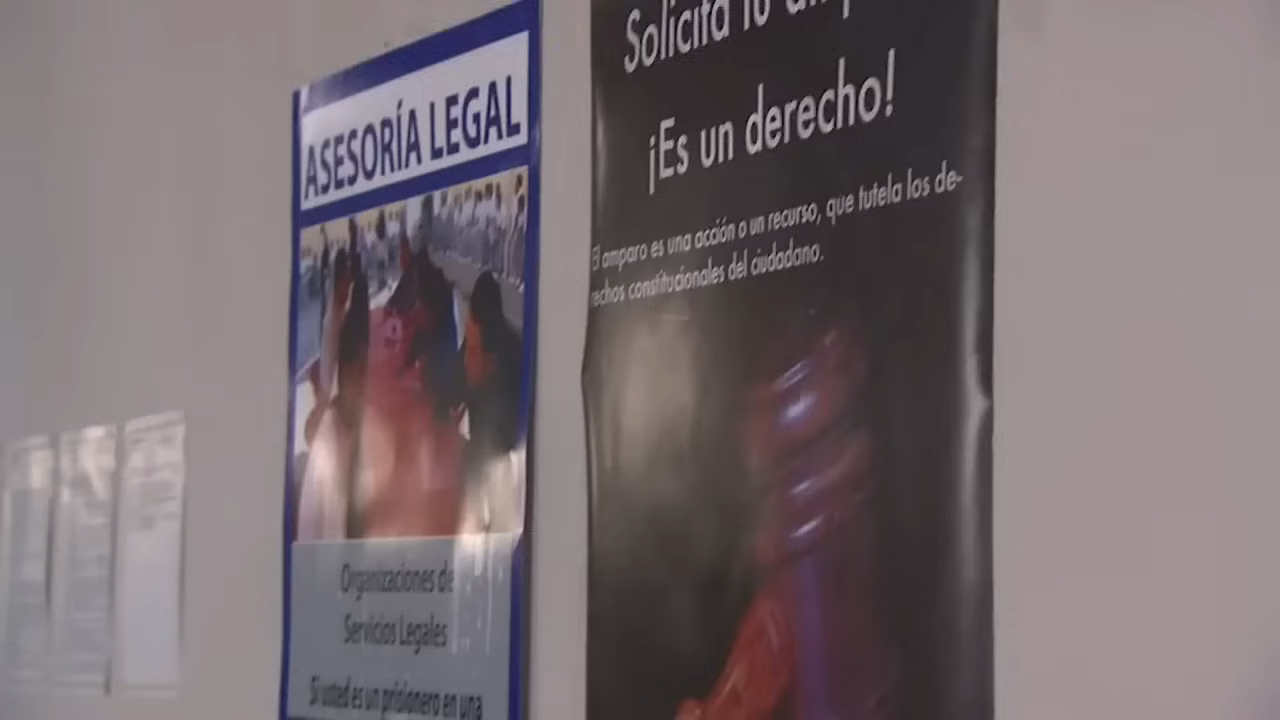 ASESORÍA LEGAL
Organizaciones de
Servicios Legales
Si usted es un prisionero en una
Solicita tu
¡Es un derecho!
El amparo es una acción o un recurso, que tutela los de-
rechos constitucionales del ciudadano.